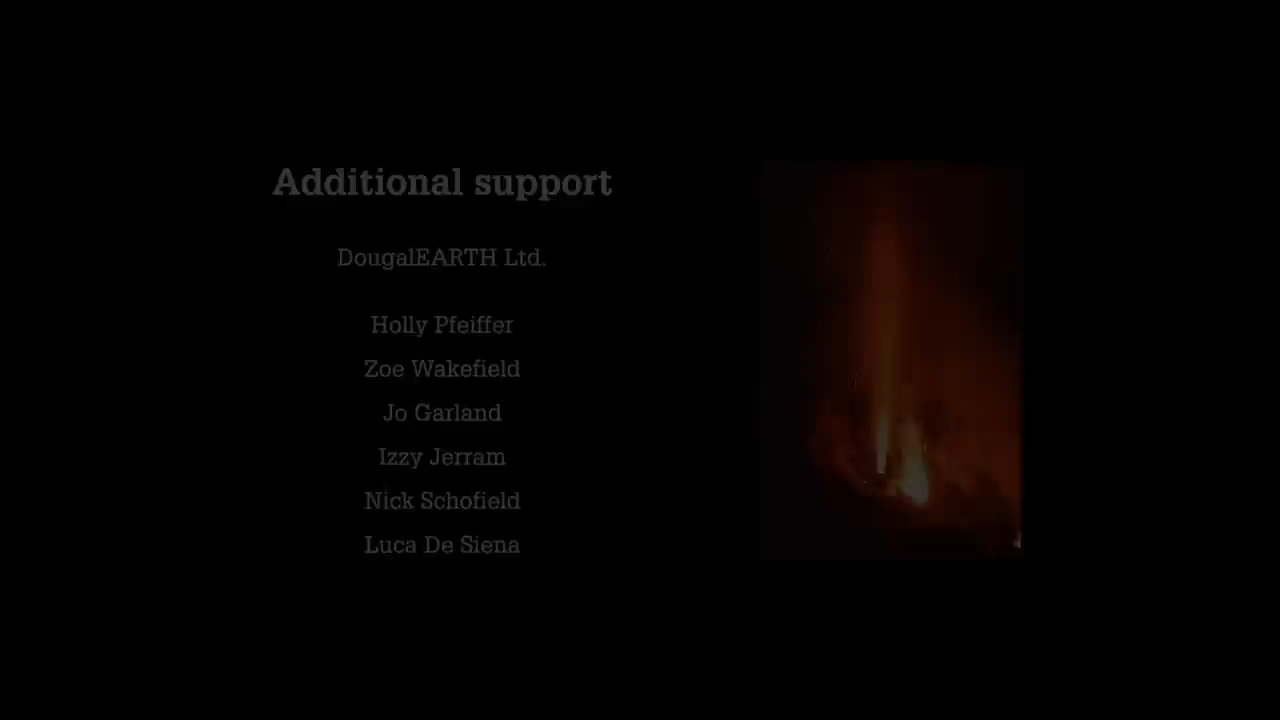 Additional support
DougalEARTH Ltd.
Holly Pfeiffer
Zoe Wakefield
Jo Garland
Izzy Jerram
Nick Schofield
Luca De Siena